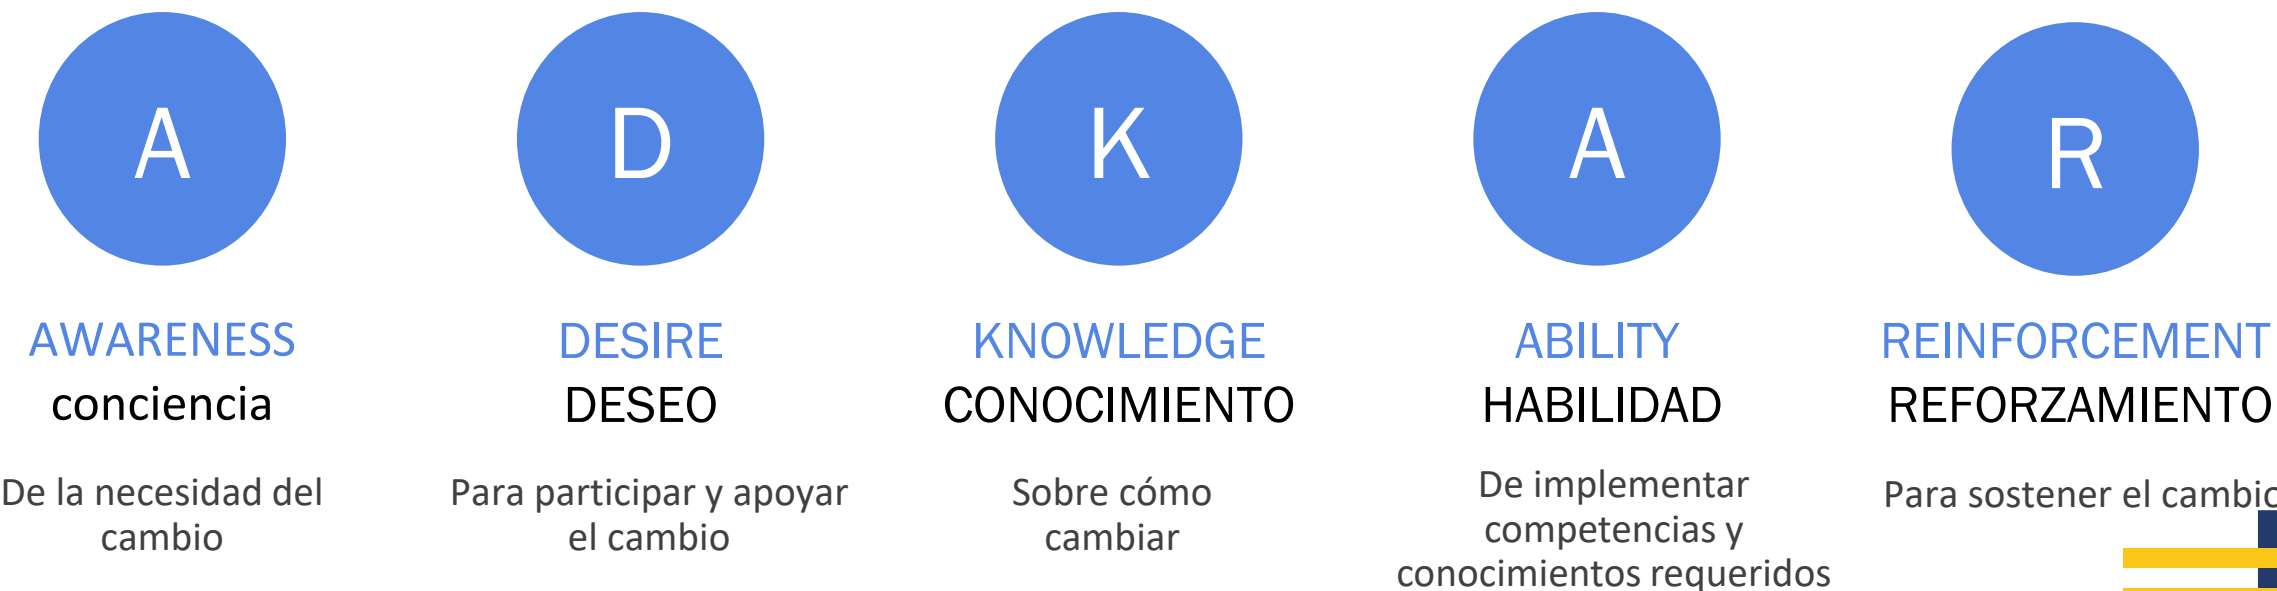 A
D
K
A
R
AWARENESS
conciencia
De la necesidad del
cambio
DESIRE
DESEO
Para participar y apoyar
el cambio
KNOWLEDGE
CONOCIMIENTO
Sobre cómo
cambiar
ABILITY
HABILIDAD
De implementar
competencias y
conocimientos requeridos
REINFORCEMENT
REFORZAMIENTO
Para sostener el cambio